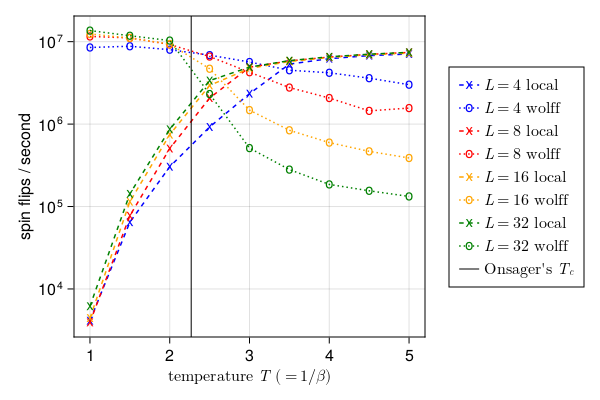 10⁷
10⁶
10⁵
10⁴
spin flips / second
1 2 3 4 5
temperature T (= 1/β)
L = 4 local
L = 4 wolff
L = 8 local
L = 8 wolff
L = 16 local
L = 16 wolff
L = 32 local
L = 32 wolff
Onsager's T_c